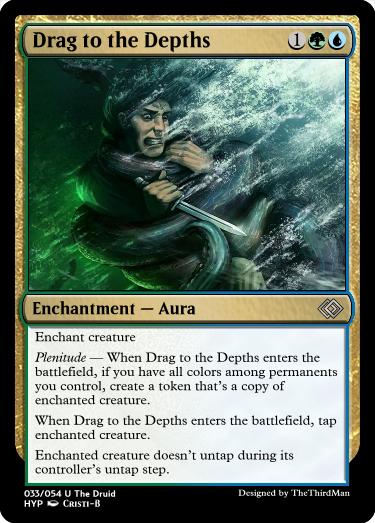 Drag to the Depths 1
Enchantment — Aura
Enchant creature
Plenitude — When Drag to the Depths enters the
battlefield, if you have all colors among permanents
you control, create a token that's a copy of
enchanted creature.
When Drag to the Depths enters the battlefield, tap
enchanted creature.
Enchanted creature doesn't untap during its
controller's untap step.
033/054 U The Druid Designed by TheThirdMan
HYP Cristi-B